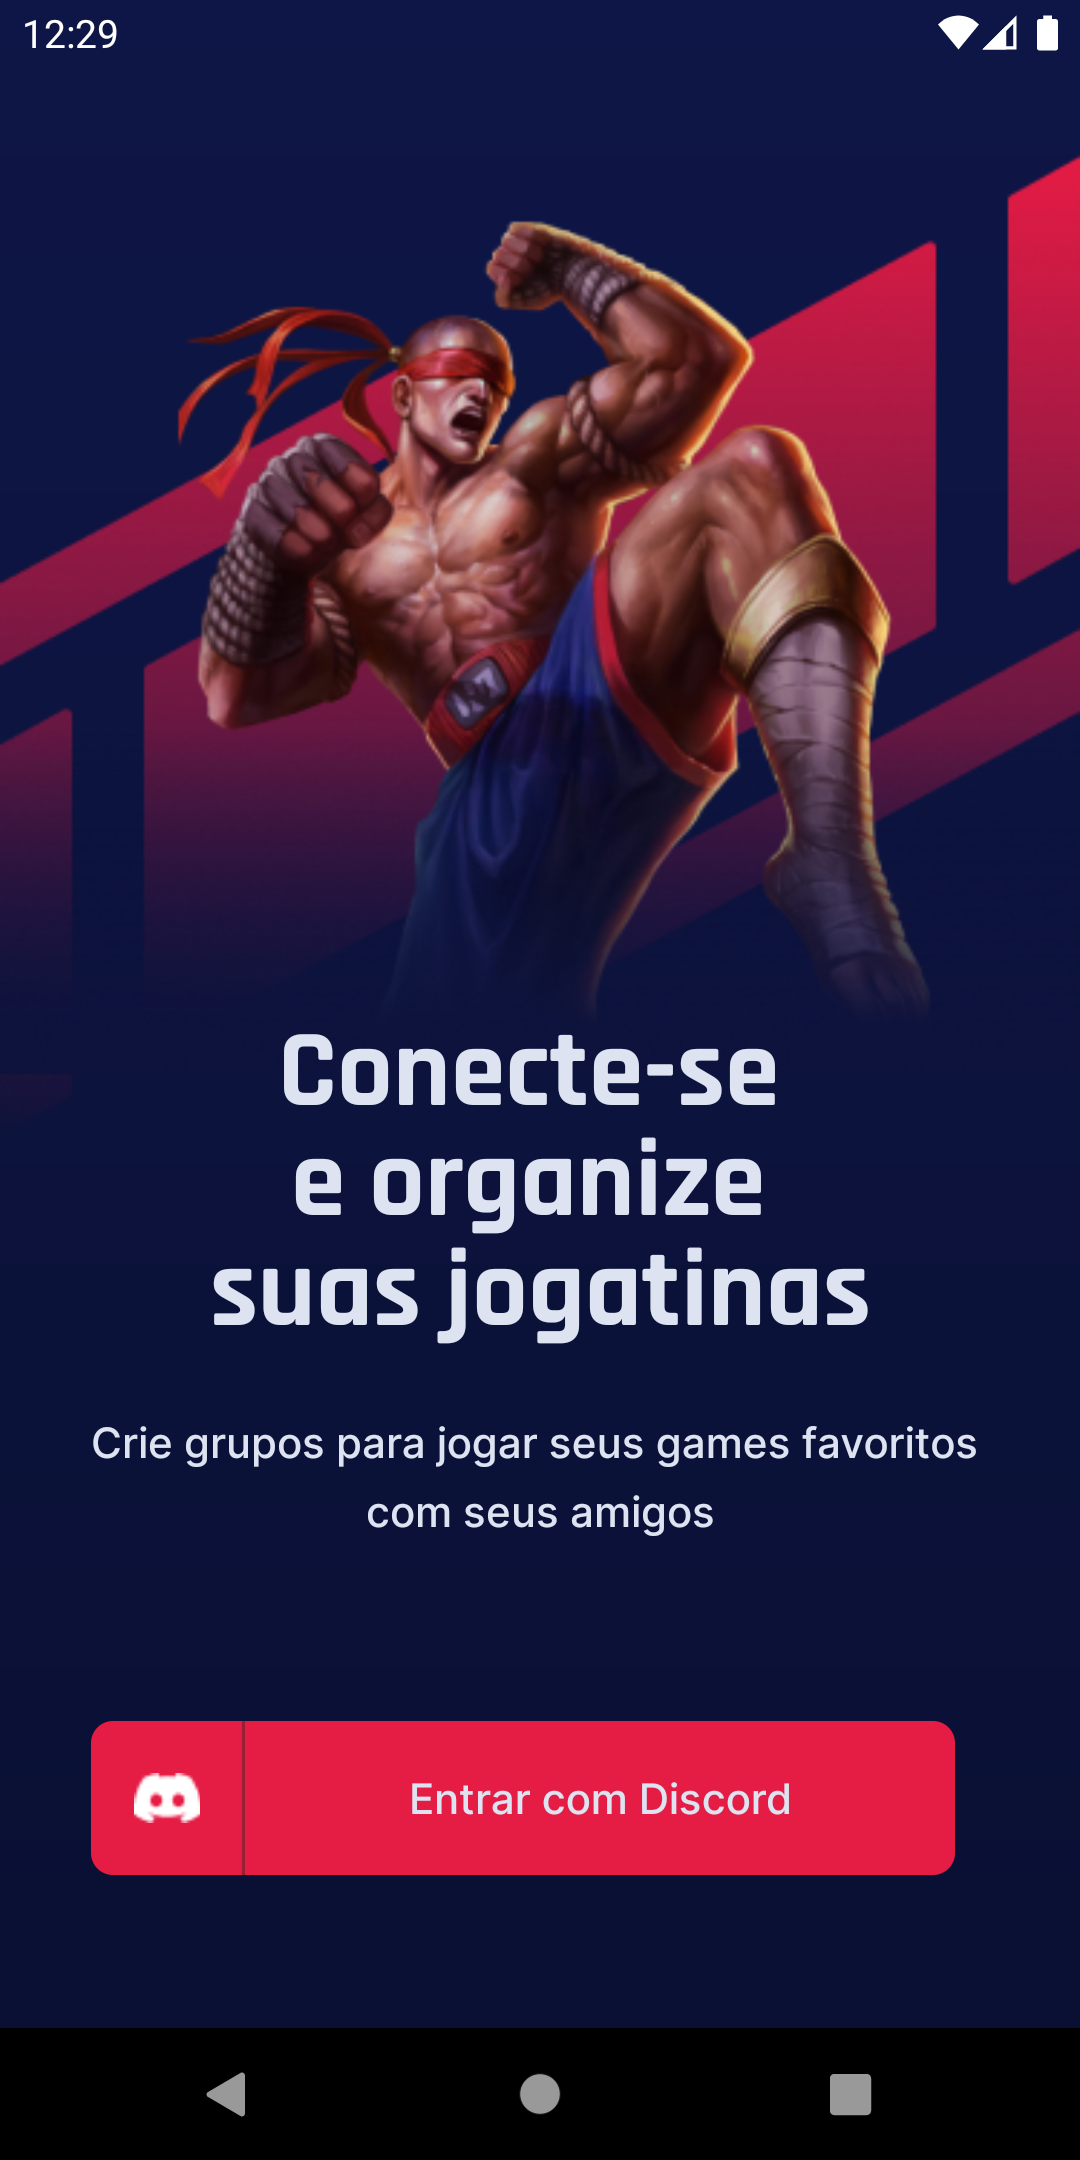 12:29
Conecte-se
e organize
suas jogatinas
Crie grupos para jogar seus games favoritos
com seus amigos
Entrar com Discord